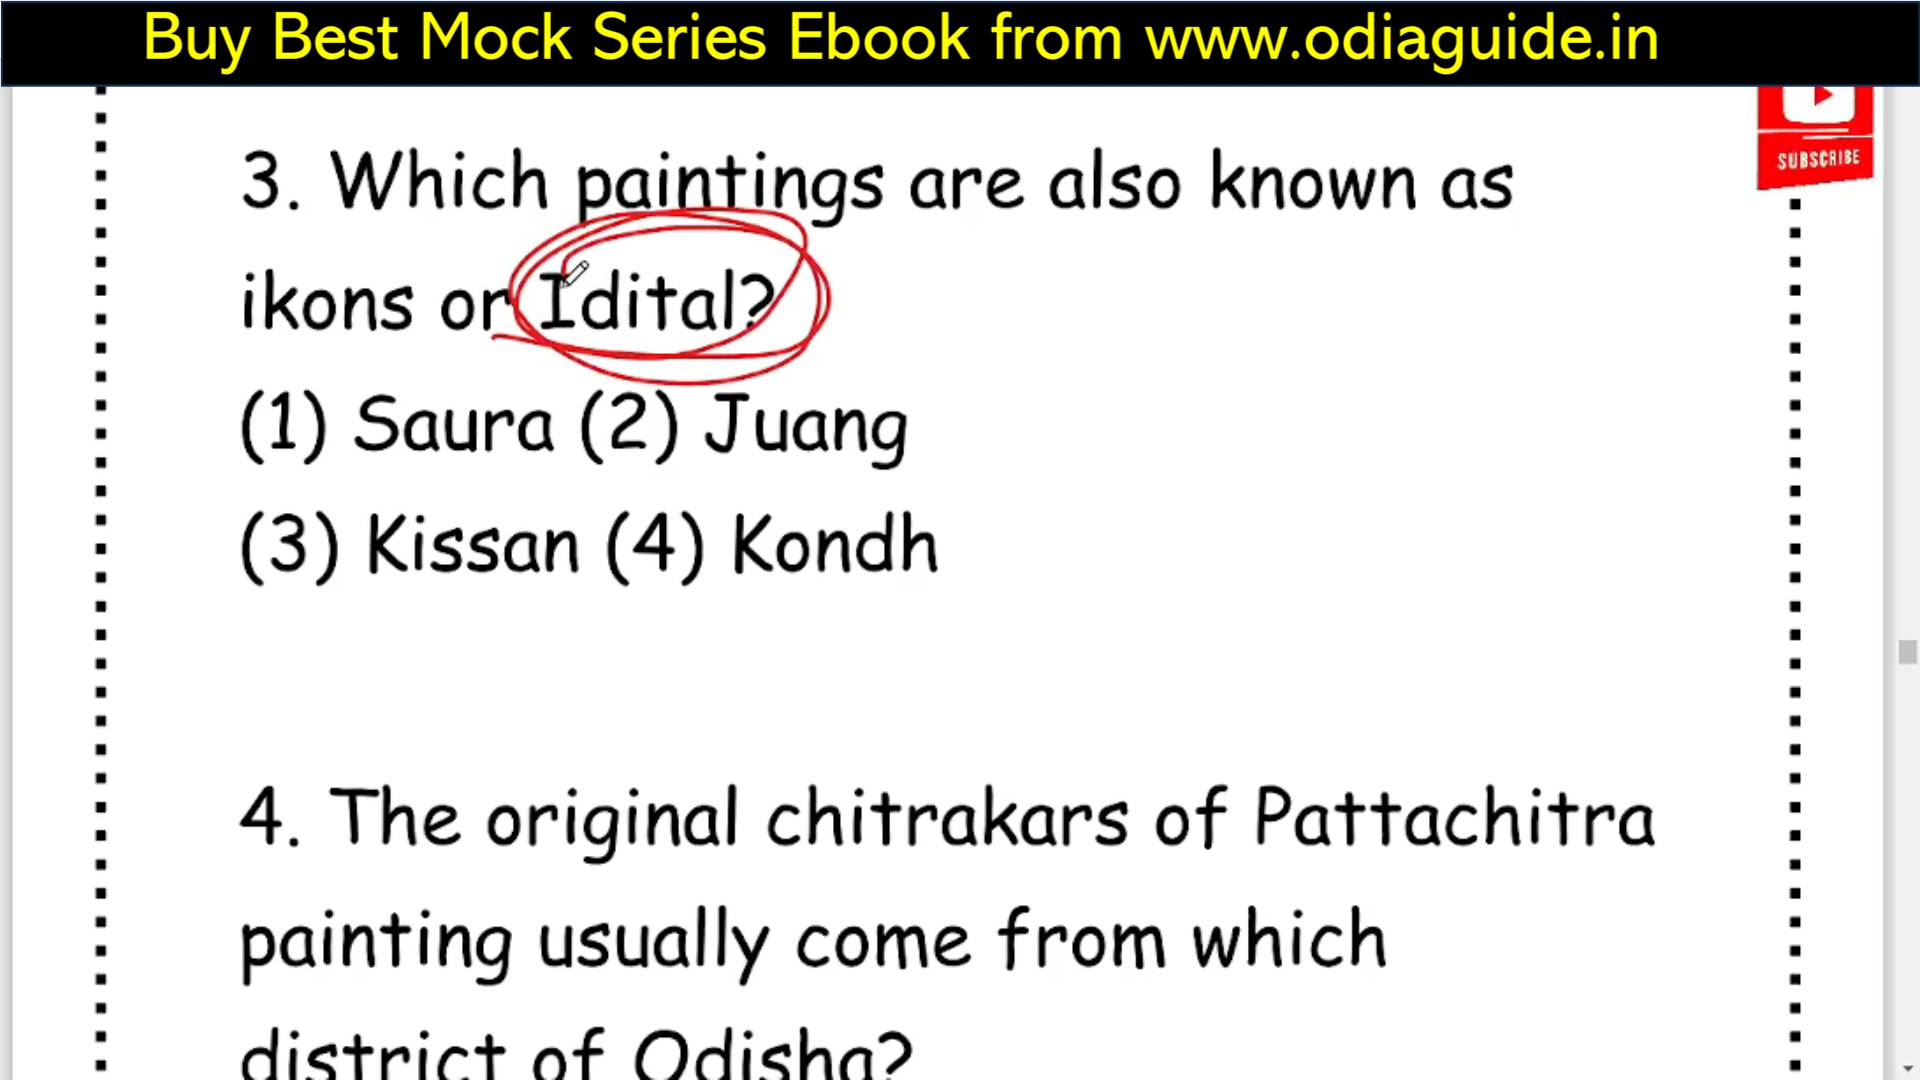 Buy Best Mock Series Ebook from www.odiaguide.in
SUBSCRIBE
3. Which paintings are also known as
ikons or Idital?
(1) Saura (2) Juang
(3) Kissan (4) Kondh
4. The original chitrakars of Pattachitra
painting usually come from which
district of Odisha?